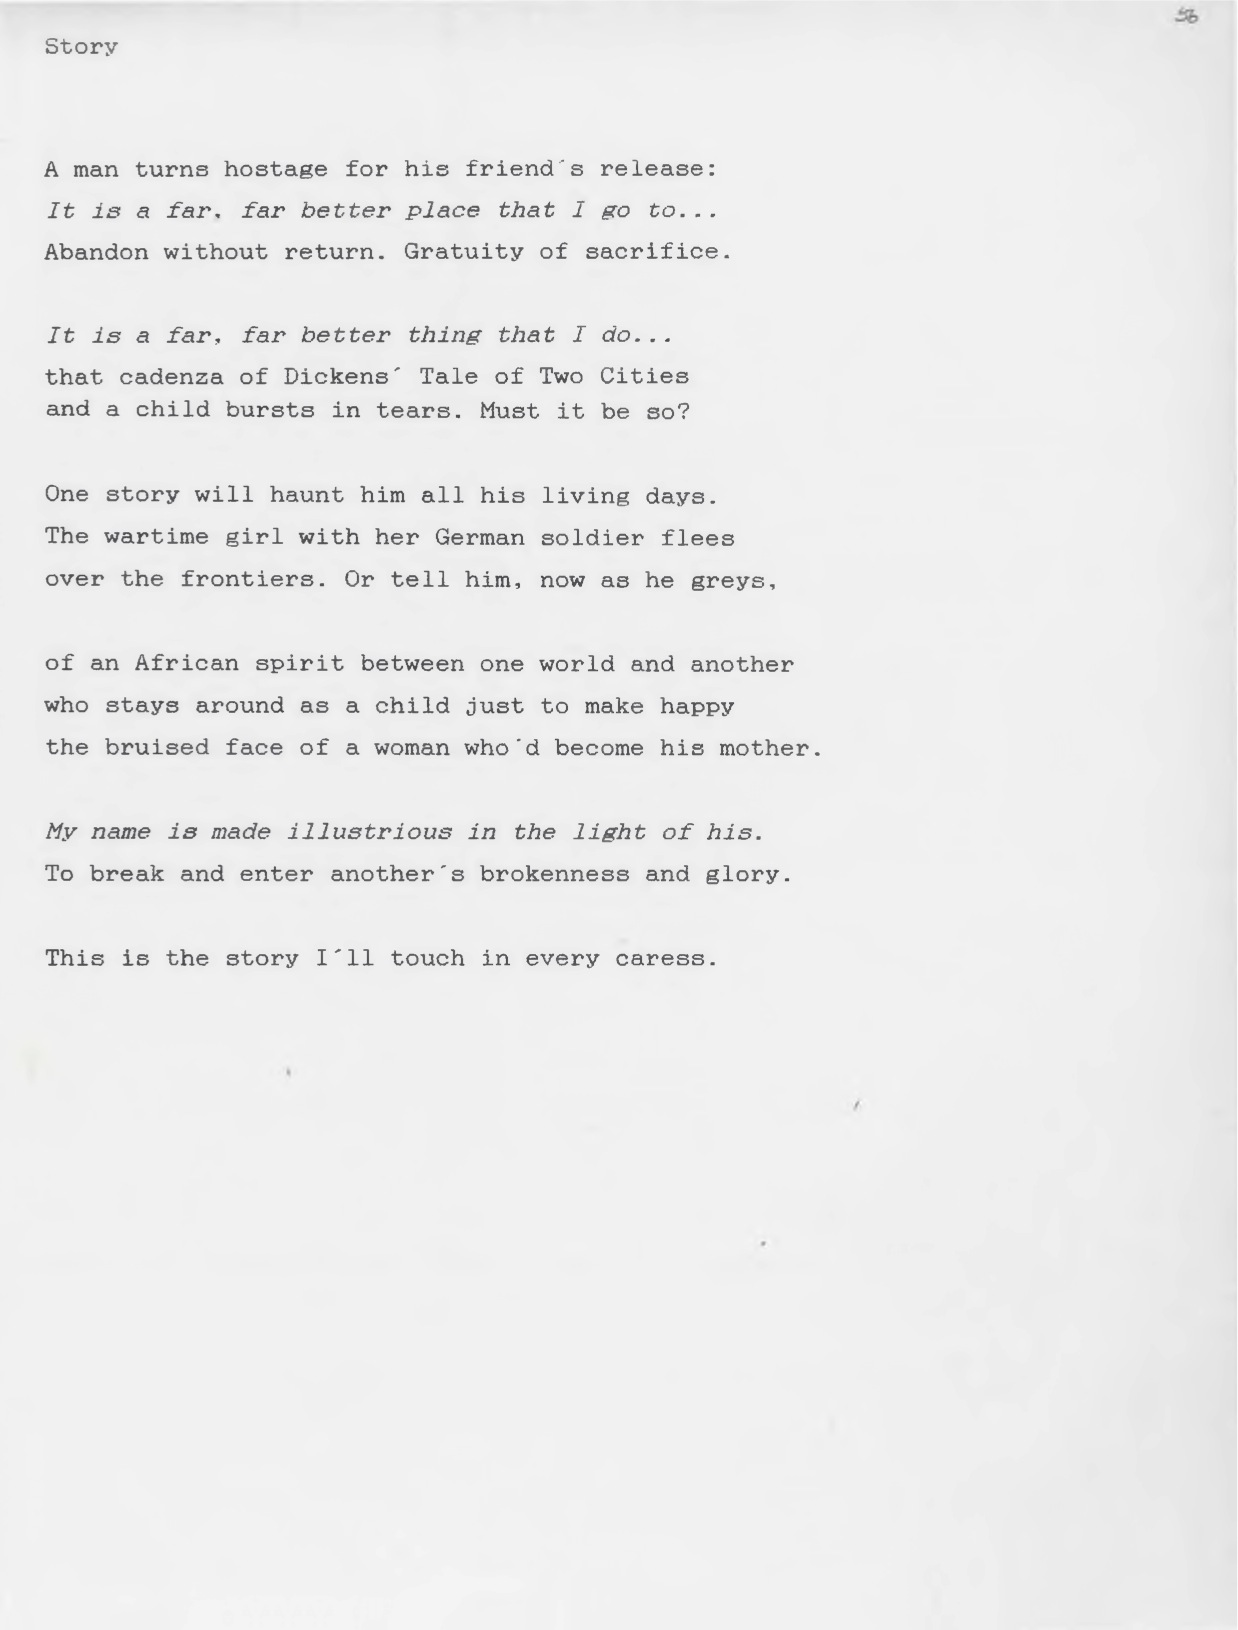 56
Story
A man turns hostage for his friend´s release:
It is a far, far better place that I go to...
Abandon without return. Gratuity of sacrifice.
It is a far, far better thing that I do...
that cadenza of Dickens´ Tale of Two Cities
and a child bursts in tears. Must it be so?
One story will haunt him all his living days.
The wartime girl with her German soldier flees
over the frontiers. Or tell him, now as he greys,
of an African spirit between one world and another
who stays around as a child just to make happy
the bruised face of a woman who´d become his mother.
My name is made illustrious in the light of his.
To break and enter another´s brokenness and glory.
This is the story I´ll touch in every caress.